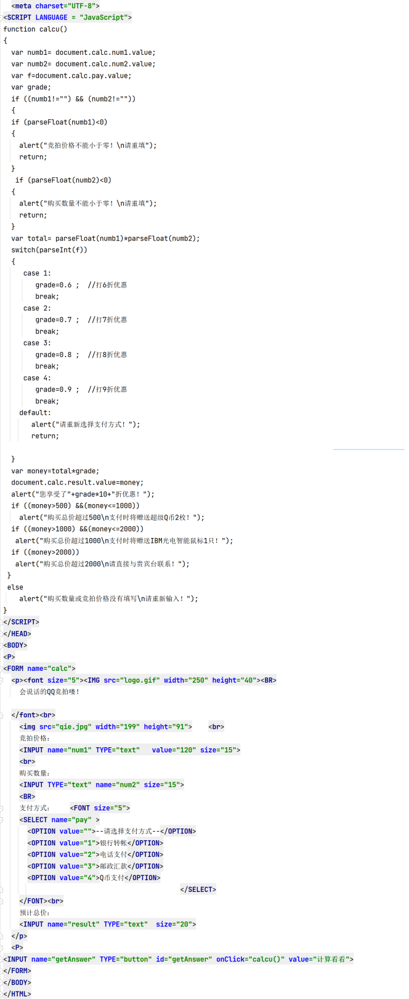 <meta charset="UTF-8">
<SCRIPT LANGUAGE = "JavaScript">
function calcu()
{
var numb1= document.calc.num1.value;
var numb2= document.calc.num2.value;
var f=document.calc.pay.value;
var grade;
if ((numb1!="") && (numb2!=""))
{
if (parseFloat(numb1)<0)
{
alert("竞拍价格不能小于零！\n请重填");
return;
}
if (parseFloat(numb2)<0)
{
alert("购买数量不能小于零！\n请重填");
return;
}
var total= parseFloat(numb1)*parseFloat(numb2);
switch(parseInt(f))
{
case 1:
grade=0.6 ;  //打6折优惠
break;
case 2:
grade=0.7 ;  //打7折优惠
break;
case 3:
grade=0.8 ;  //打8折优惠
break;
case 4:
grade=0.9 ;  //打9折优惠
break;
default:
alert("请重新选择支付方式！");
return;
}
var money=total*grade;
document.calc.result.value=money;
alert("您享受了"+grade*10+"折优惠！");
if ((money>500) &&(money<=1000))
alert("购买总价超过500\n支付时将赠送超级Q币2枚！");
if ((money>1000) &&(money<=2000))
alert("购买总价超过1000\n支付时将赠送IBM光电智能鼠标1只！");
if ((money>2000))
alert("购买总价超过2000\n请直接与贵宾台联系！");
}
else
alert("购买数量或竞拍价格没有填写\n请重新输入！");
}
</SCRIPT>
</HEAD>
<BODY>
<P>
<FORM name="calc">
<p><font size="5"><IMG src="logo.gif" width="250" height="40"><BR>
会说话的QQ竞拍喽！
</font><br>
<img src="qie.jpg" width="199" height="91">    <br>
竞拍价格：
<INPUT name="num1" TYPE="text"   value="120" size="15">
<br>
购买数量：
<INPUT TYPE="text" name="num2" size="15">
<BR>
支付方式：    <FONT size="5">
<SELECT name="pay" >
<OPTION value="">--请选择支付方式--</OPTION>
<OPTION value="1">银行转帐</OPTION>
<OPTION value="2">电话支付</OPTION>
<OPTION value="3">邮政汇款</OPTION>
<OPTION value="4">Q币支付</OPTION>
</SELECT>
</FONT><br>
预计总价：
<INPUT name="result" TYPE="text"  size="20">
</p>
<P>
<INPUT name="getAnswer" TYPE="button" id="getAnswer" onClick="calcu()" value="计算看看">
</FORM>
</BODY>
</HTML>